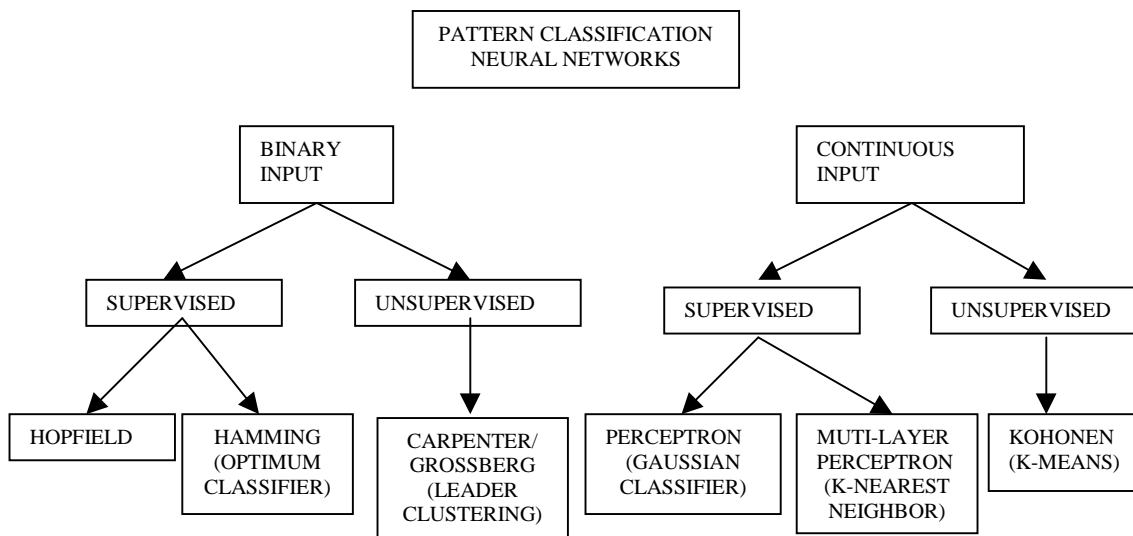 PATTERN CLASSIFICATION
NEURAL NETWORKS
BINARY
INPUT
CONTINUOUS
INPUT
SUPERVISED
UNSUPERVISED
SUPERVISED
UNSUPERVISED
HOPFIELD
HAMMING
(OPTIMUM
CLASSIFIER)
CARPENTER/
GROSSBERG
(LEADER
CLUSTERING)
PERCEPTRON
(GAUSSIAN
CLASSIFIER)
MUTI-LAYER
PERCEPTRON
(K-NEAREST
NEIGHBOR)
KOHONEN
(K-MEANS)